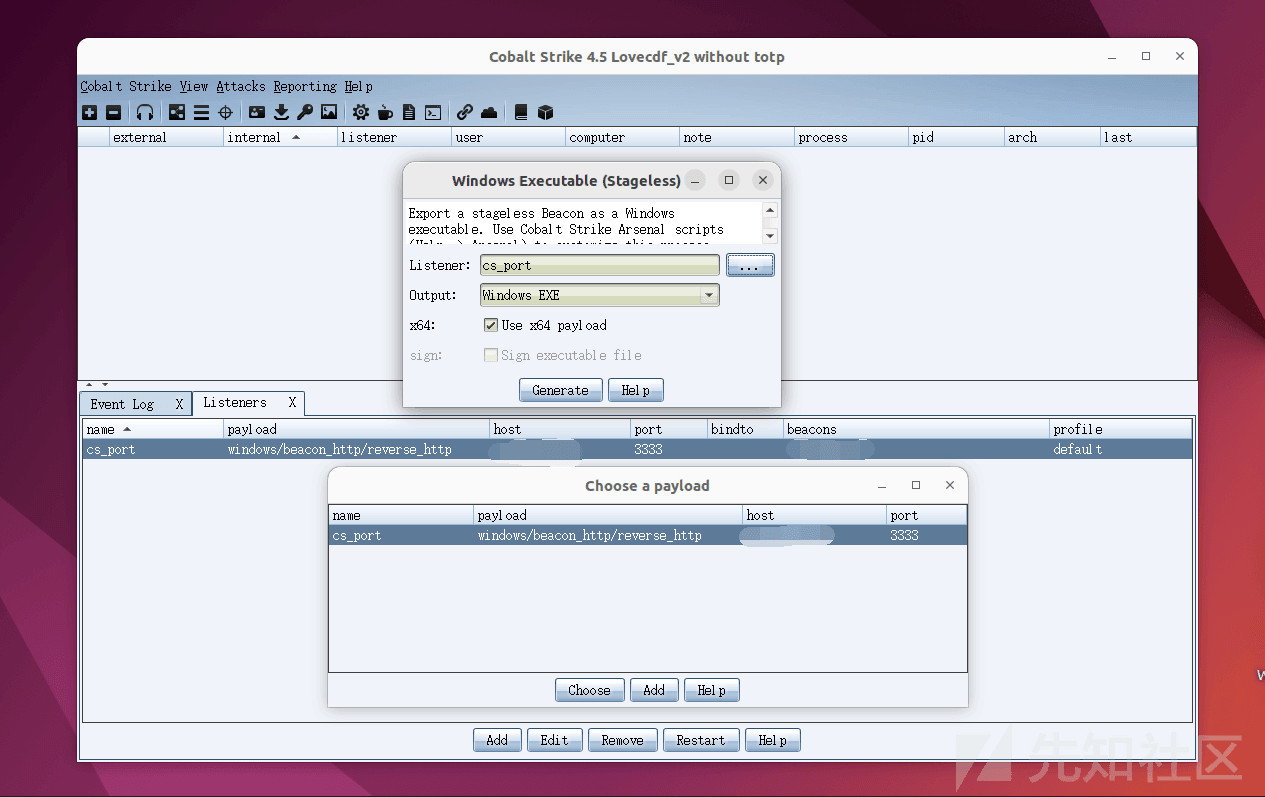 Cobalt Strike 4.5 Lovecdf_v2 without totp
Cobalt Strike View Attacks Reporting Help
external internal listener user computer note process pid arch last
Windows Executable (Stageless)
Export a stageless Beacon as a Windows
executable. Use Cobalt Strike Arsenal scripts
Listener: cs_port ...
Output: Windows EXE
x64: Use x64 payload
sign: Sign executable file
Generate Help
Event Log X Listeners X
name payload host port bindto beacons profile
cs_port windows/beacon_http/reverse_http 3333 default
Choose a payload
name payload host port
cs_port windows/beacon_http/reverse_http 3333
Choose Add Help
Add Edit Remove Restart Help
先知社区